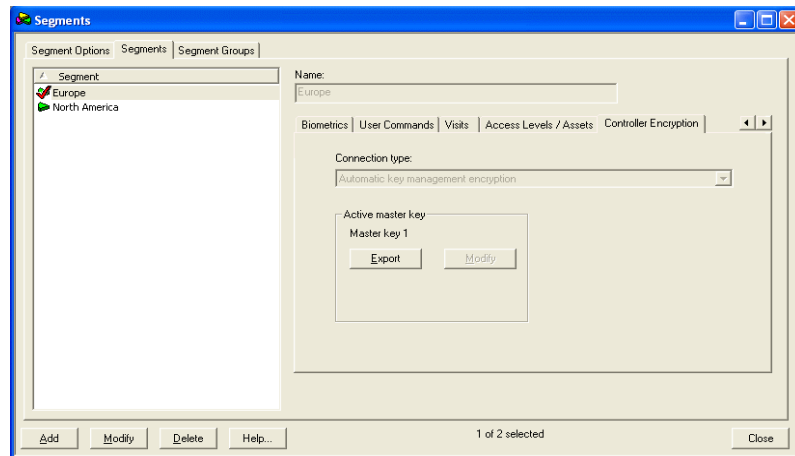 Segments
Segment Options Segments Segment Groups
Segment
Europe
North America
Name:
Europe
Biometrics User Commands Visits Access Levels / Assets Controller Encryption
Connection type:
Automatic key management encryption
Active master key
Master key 1
Export Modify
Add Modify Delete Help... 1 of 2 selected Close